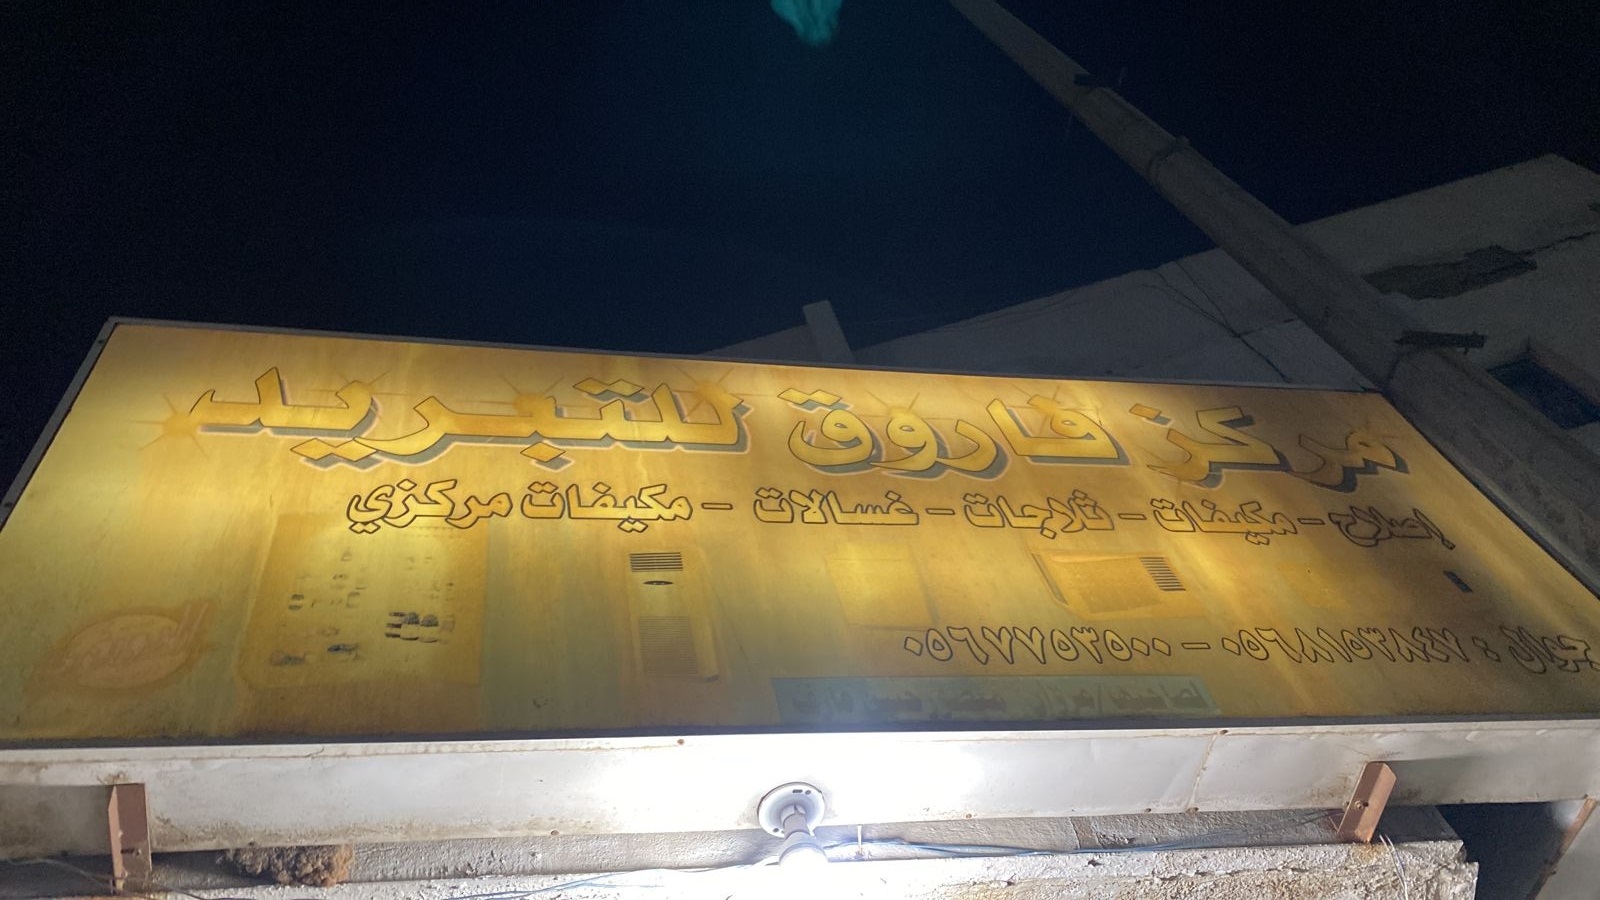 مركز فاروق للتبريد
إصلاح - مكيفات - ثلاجات - غسالات - مكيفات مركزي
جوال : ٠٥٦٨١٥٣٨٤٧ - ٠٥٦٧٧٥٣٥٠٠